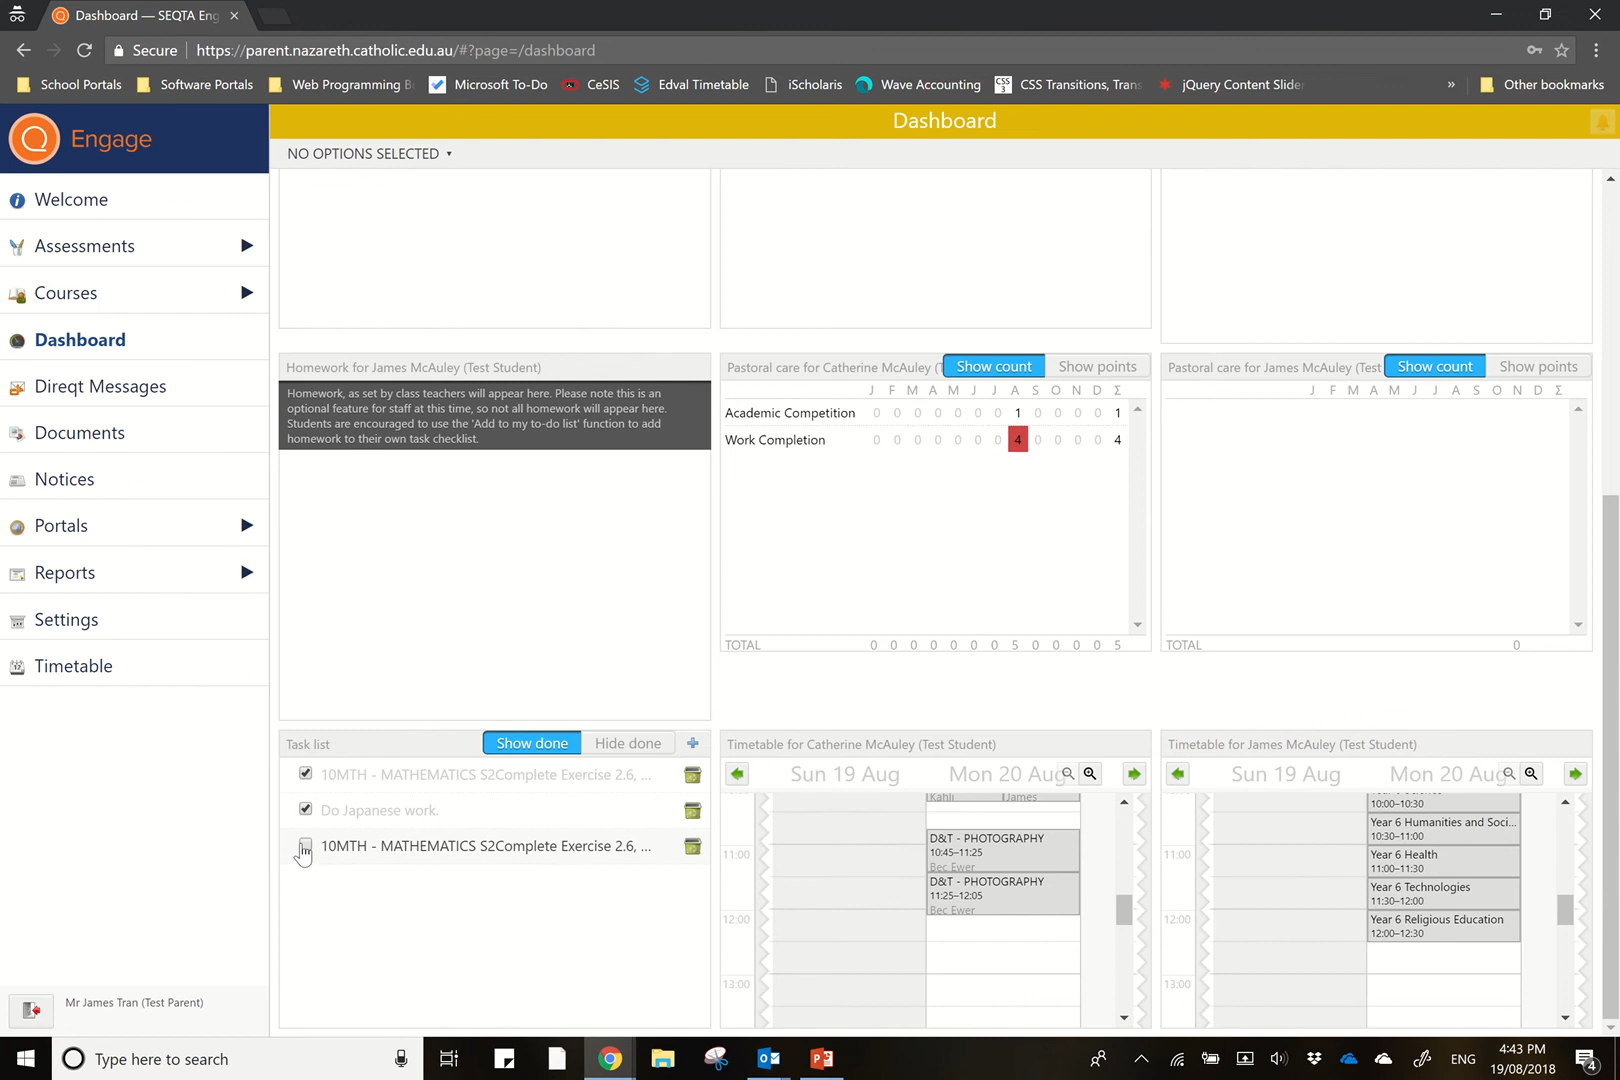 Dashboard — SEQTA Eng
Secure
https://parent.nazareth.catholic.edu.au/#?page=/dashboard
School Portals
Software Portals
Web Programming B
Microsoft To-Do
CeSIS
Edval Timetable
iScholaris
Wave Accounting
CSS Transitions, Trans
jQuery Content Slider
»
Other bookmarks
Engage
Dashboard
NO OPTIONS SELECTED
Welcome
Assessments
Courses
Dashboard
Direqt Messages
Documents
Notices
Portals
Reports
Settings
Timetable
Mr James Tran (Test Parent)
Homework for James McAuley (Test Student)
Homework, as set by class teachers will appear here. Please note this is an
optional feature for staff at this time, so not all homework will appear here.
Students are encouraged to use the 'Add to my to-do list' function to add
homework to their own task checklist.
Pastoral care for Catherine McAuley (T
Show count
Show points
J F M A M J J A S O N D Σ
Academic Competition 0 0 0 0 0 0 0 1 0 0 0 0 1
Work Completion 0 0 0 0 0 0 0 4 0 0 0 0 4
TOTAL 0 0 0 0 0 0 0 5 0 0 0 0 5
Pastoral care for James McAuley (Test
Show count
Show points
J F M A M J J A S O N D Σ
TOTAL 0
Task list
Show done
Hide done
10MTH - MATHEMATICS S2Complete Exercise 2.6, ...
Do Japanese work.
10MTH - MATHEMATICS S2Complete Exercise 2.6, ...
Timetable for Catherine McAuley (Test Student)
Sun 19 Aug
Mon 20 Aug
Kahli
James
D&T - PHOTOGRAPHY
10:45–11:25
Bec Ewer
D&T - PHOTOGRAPHY
11:25–12:05
Bec Ewer
11:00
12:00
13:00
Timetable for James McAuley (Test Student)
Sun 19 Aug
Mon 20 Aug
10:00–10:30
Year 6 Humanities and Soci...
10:30–11:00
Year 6 Health
11:00–11:30
Year 6 Technologies
11:30–12:00
Year 6 Religious Education
12:00–12:30
11:00
12:00
13:00
Type here to search
ENG
4:43 PM
19/08/2018
4